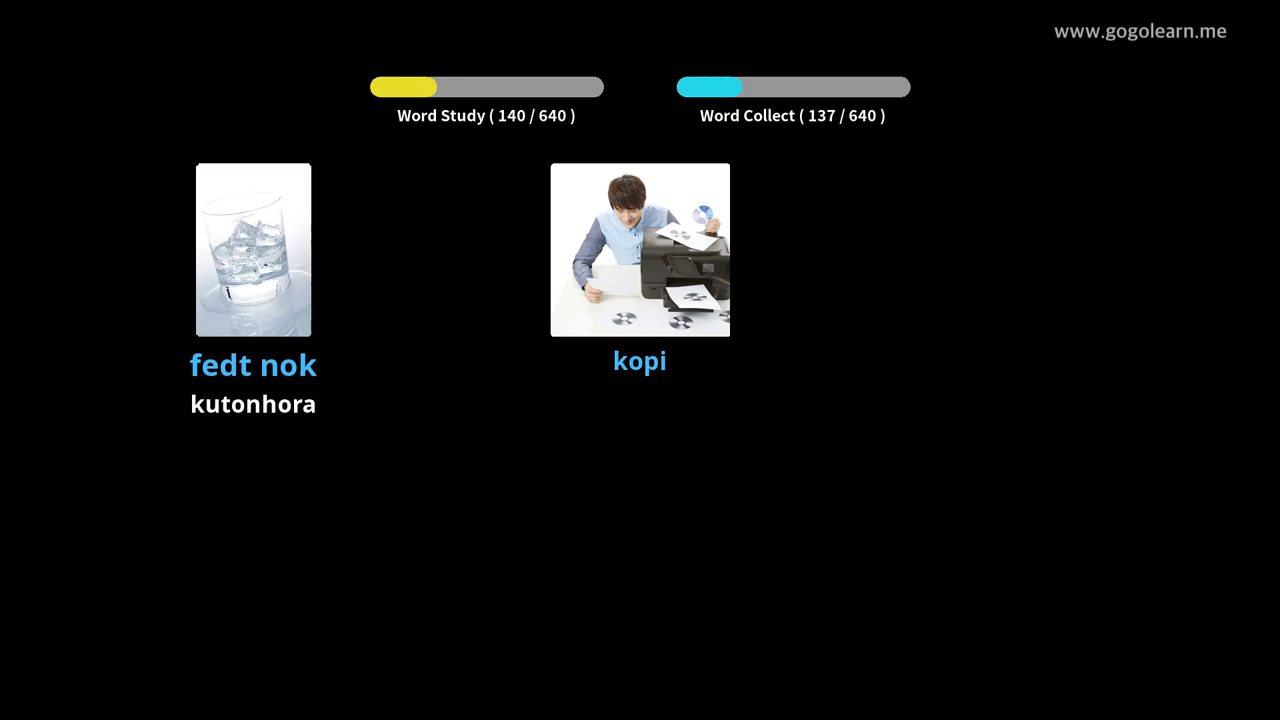 www.gogolearn.me
Word Study ( 140 / 640 )
Word Collect ( 137 / 640 )
fedt nok
kutonhora
kopi